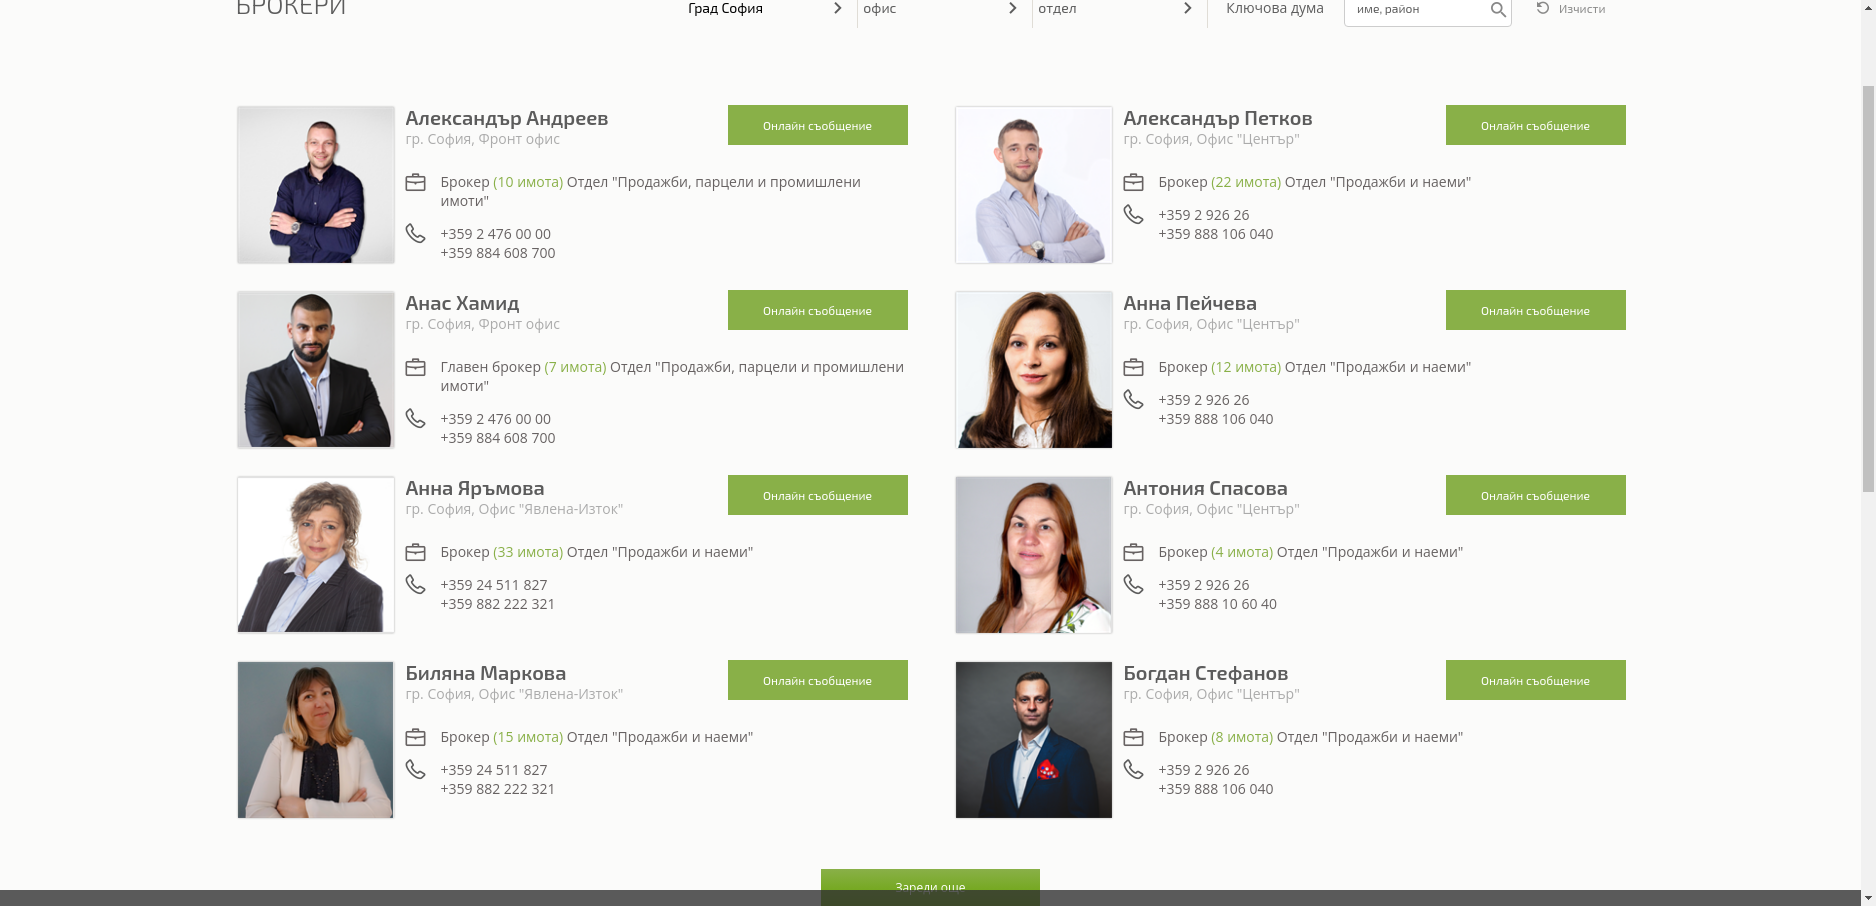 БРОКЕРИ
Град София
офис
отдел
Ключова дума
име, район
Изчисти
Александър Андреев
гр. София, Фронт офис
Онлайн съобщение
Брокер (10 имота) Отдел "Продажби, парцели и промишлени
имоти"
+359 2 476 00 00
+359 884 608 700
Александър Петков
гр. София, Офис "Център"
Онлайн съобщение
Брокер (22 имота) Отдел "Продажби и наеми"
+359 2 926 26
+359 888 106 040
Анас Хамид
гр. София, Фронт офис
Онлайн съобщение
Главен брокер (7 имота) Отдел "Продажби, парцели и промишлени
имоти"
+359 2 476 00 00
+359 884 608 700
Анна Пейчева
гр. София, Офис "Център"
Онлайн съобщение
Брокер (12 имота) Отдел "Продажби и наеми"
+359 2 926 26
+359 888 106 040
Анна Яръмова
гр. София, Офис "Явлена-Изток"
Онлайн съобщение
Брокер (33 имота) Отдел "Продажби и наеми"
+359 24 511 827
+359 882 222 321
Антония Спасова
гр. София, Офис "Център"
Онлайн съобщение
Брокер (4 имота) Отдел "Продажби и наеми"
+359 2 926 26
+359 888 10 60 40
Биляна Маркова
гр. София, Офис "Явлена-Изток"
Онлайн съобщение
Брокер (15 имота) Отдел "Продажби и наеми"
+359 24 511 827
+359 882 222 321
Богдан Стефанов
гр. София, Офис "Център"
Онлайн съобщение
Брокер (8 имота) Отдел "Продажби и наеми"
+359 2 926 26
+359 888 106 040
Зареди още